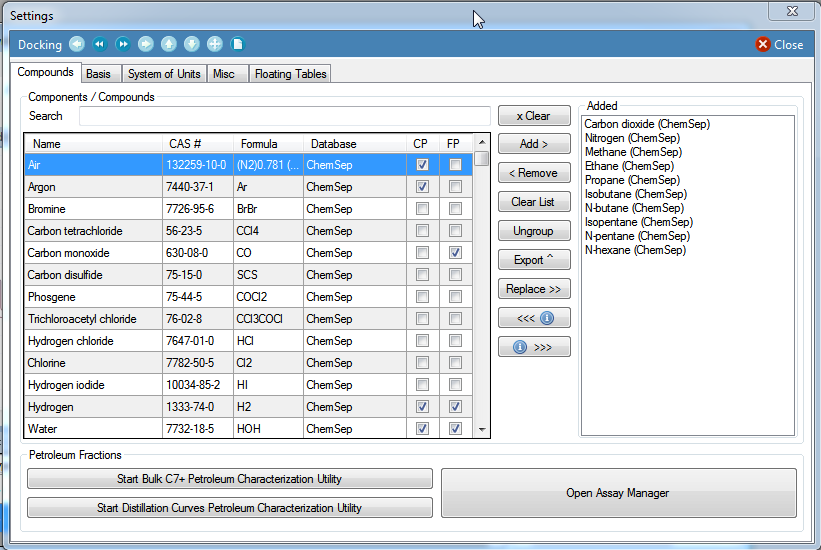 Settings
Docking
Close
Compounds Basis System of Units Misc Floating Tables
Components / Compounds
Search
Name CAS # Formula Database CP FP
Air 132259-10-0 (N2)0.781 (... ChemSep
Argon 7440-37-1 Ar ChemSep
Bromine 7726-95-6 BrBr ChemSep
Carbon tetrachloride 56-23-5 CCl4 ChemSep
Carbon monoxide 630-08-0 CO ChemSep
Carbon disulfide 75-15-0 SCS ChemSep
Phosgene 75-44-5 COCl2 ChemSep
Trichloroacetyl chloride 76-02-8 CCl3COCl ChemSep
Hydrogen chloride 7647-01-0 HCl ChemSep
Chlorine 7782-50-5 Cl2 ChemSep
Hydrogen iodide 10034-85-2 HI ChemSep
Hydrogen 1333-74-0 H2 ChemSep
Water 7732-18-5 HOH ChemSep
x Clear
Add >
< Remove
Clear List
Ungroup
Export ^
Replace >>
<<<
>>>
Added
Carbon dioxide (ChemSep)
Nitrogen (ChemSep)
Methane (ChemSep)
Ethane (ChemSep)
Propane (ChemSep)
Isobutane (ChemSep)
N-butane (ChemSep)
Isopentane (ChemSep)
N-pentane (ChemSep)
N-hexane (ChemSep)
Petroleum Fractions
Start Bulk C7+ Petroleum Characterization Utility
Start Distillation Curves Petroleum Characterization Utility
Open Assay Manager